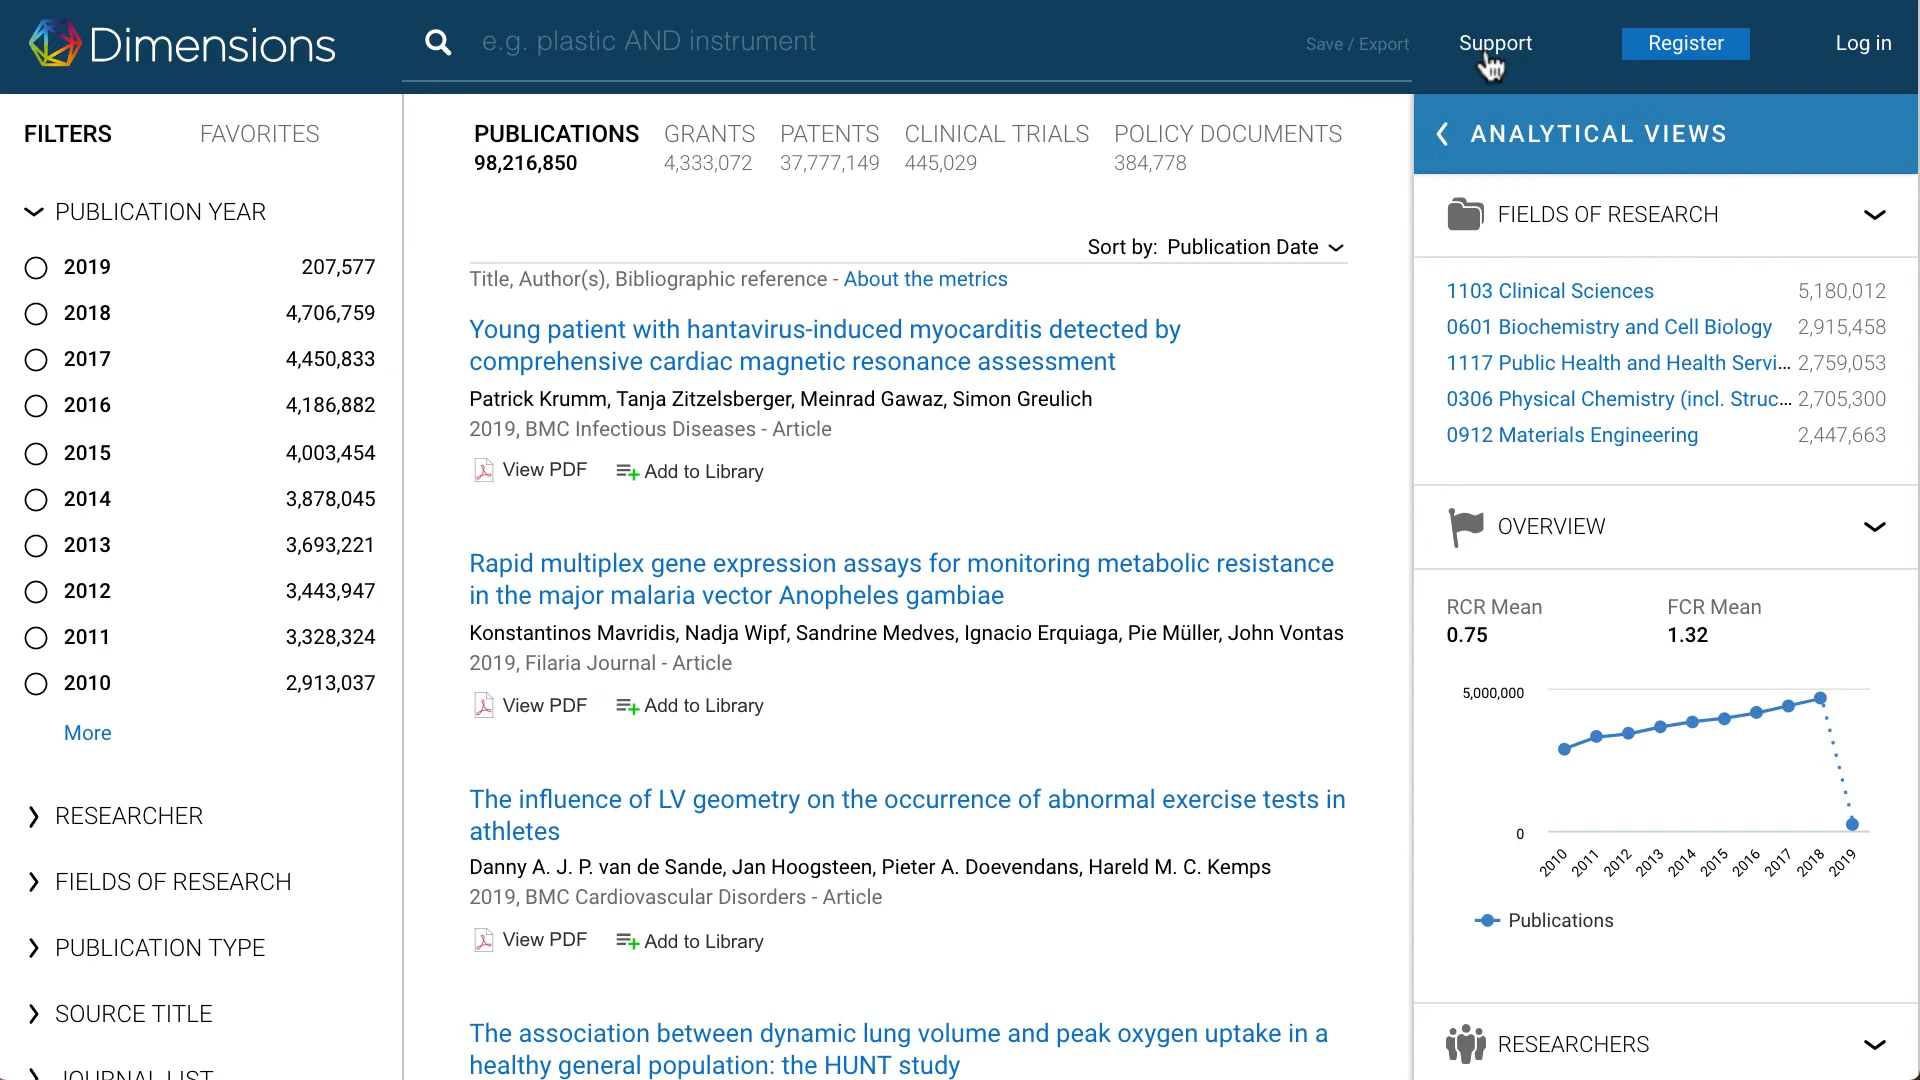 Dimensions
e.g. plastic AND instrument
Save / Export
Support
Register
Log in
FILTERS
FAVORITES
PUBLICATION YEAR
2019 207,577
2018 4,706,759
2017 4,450,833
2016 4,186,882
2015 4,003,454
2014 3,878,045
2013 3,693,221
2012 3,443,947
2011 3,328,324
2010 2,913,037
More
RESEARCHER
FIELDS OF RESEARCH
PUBLICATION TYPE
SOURCE TITLE
JOURNAL LIST
PUBLICATIONS GRANTS PATENTS CLINICAL TRIALS POLICY DOCUMENTS
98,216,850 4,333,072 37,777,149 445,029 384,778
Sort by: Publication Date
Title, Author(s), Bibliographic reference - About the metrics
Young patient with hantavirus-induced myocarditis detected by
comprehensive cardiac magnetic resonance assessment
Patrick Krumm, Tanja Zitzelsberger, Meinrad Gawaz, Simon Greulich
2019, BMC Infectious Diseases - Article
View PDF Add to Library
Rapid multiplex gene expression assays for monitoring metabolic resistance
in the major malaria vector Anopheles gambiae
Konstantinos Mavridis, Nadja Wipf, Sandrine Medves, Ignacio Erquiaga, Pie Müller, John Vontas
2019, Filaria Journal - Article
View PDF Add to Library
The influence of LV geometry on the occurrence of abnormal exercise tests in
athletes
Danny A. J. P. van de Sande, Jan Hoogsteen, Pieter A. Doevendans, Hareld M. C. Kemps
2019, BMC Cardiovascular Disorders - Article
View PDF Add to Library
The association between dynamic lung volume and peak oxygen uptake in a
healthy general population: the HUNT study
ANALYTICAL VIEWS
FIELDS OF RESEARCH
1103 Clinical Sciences 5,180,012
0601 Biochemistry and Cell Biology 2,915,458
1117 Public Health and Health Servi... 2,759,053
0306 Physical Chemistry (incl. Struc... 2,705,300
0912 Materials Engineering 2,447,663
OVERVIEW
RCR Mean FCR Mean
0.75 1.32
5,000,000
0
2010 2011 2012 2013 2014 2015 2016 2017 2018 2019
Publications
RESEARCHERS